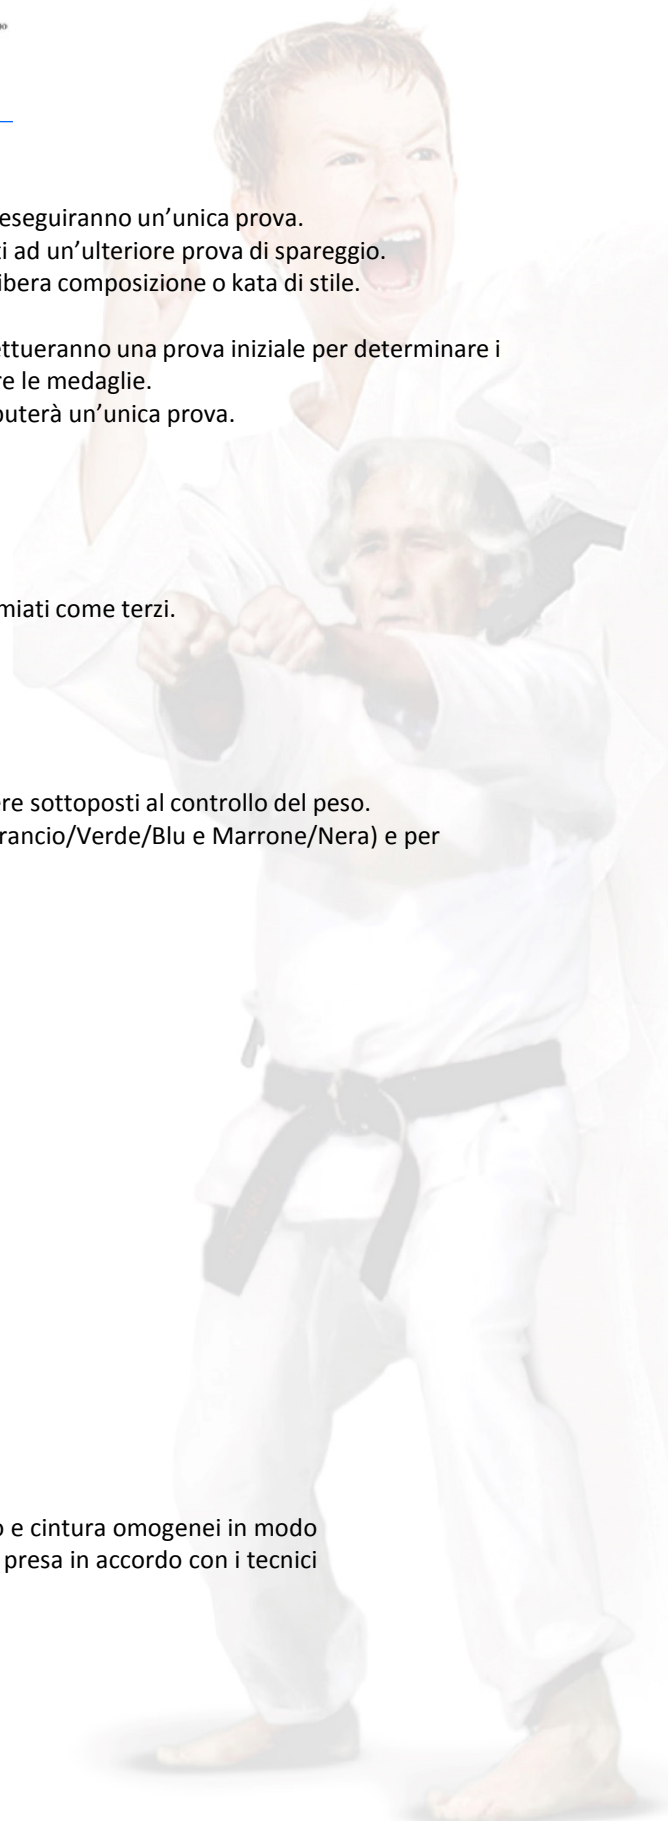 eseguiranno un’unica prova.
ti ad un’ulteriore prova di spareggio.
ibera composizione o kata di stile.
ettueranno una prova iniziale per determinare i
re le medaglie.
puterà un’unica prova.
miati come terzi.
ere sottoposti al controllo del peso.
rancio/Verde/Blu e Marrone/Nera) e per
o e cintura omogenei in modo
presa in accordo con i tecnici